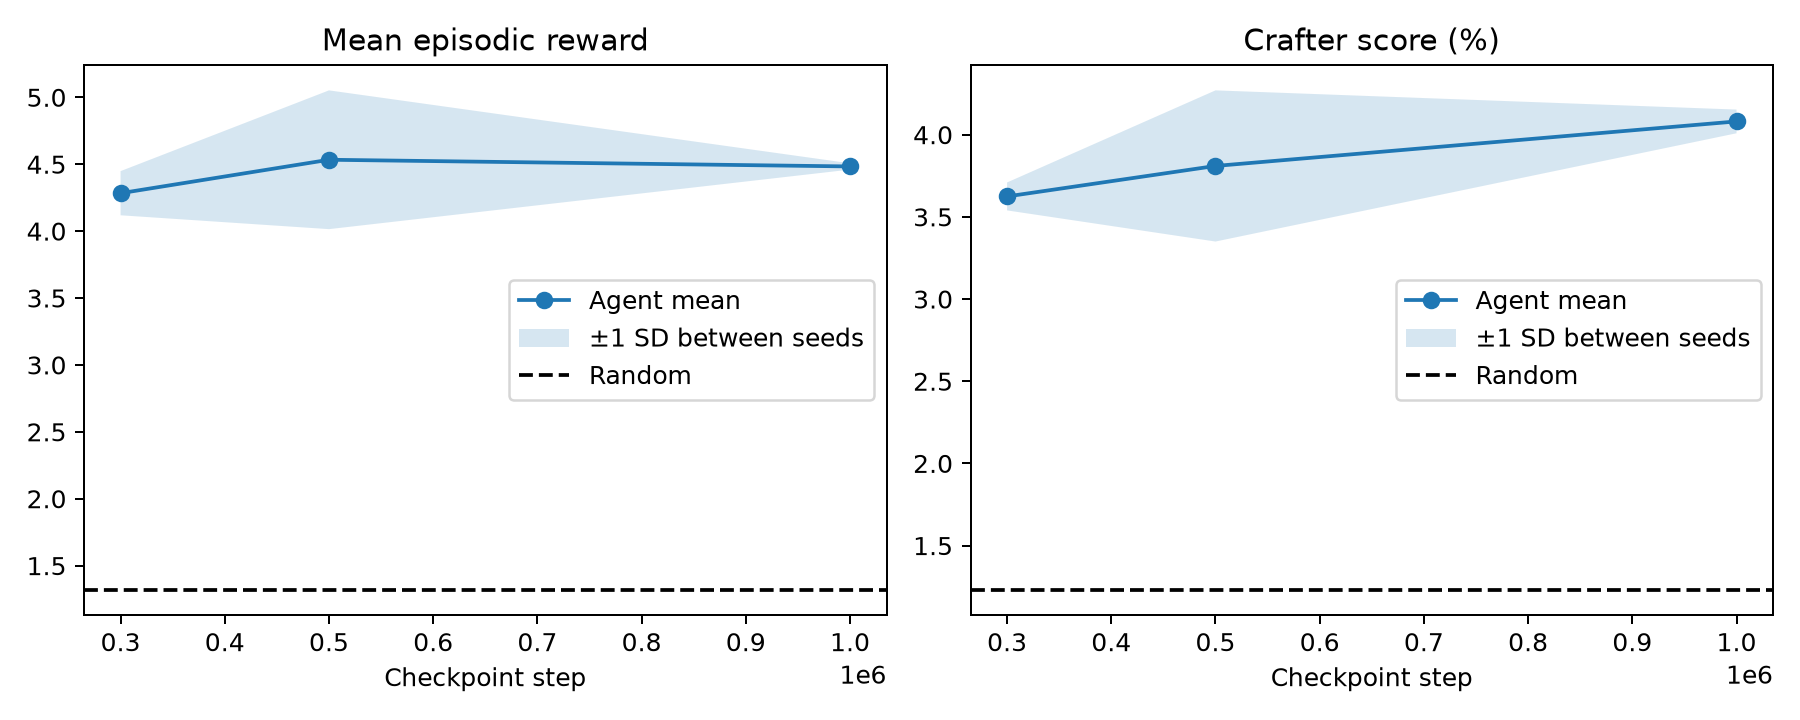 Mean episodic reward
5.0
4.5
4.0
3.5
3.0
2.5
2.0
1.5
Agent mean
±1 SD between seeds
Random
0.3 0.4 0.5 0.6 0.7 0.8 0.9 1.0
1e6
Checkpoint step
Crafter score (%)
4.0
3.5
3.0
2.5
2.0
1.5
Agent mean
±1 SD between seeds
Random
0.3 0.4 0.5 0.6 0.7 0.8 0.9 1.0
1e6
Checkpoint step